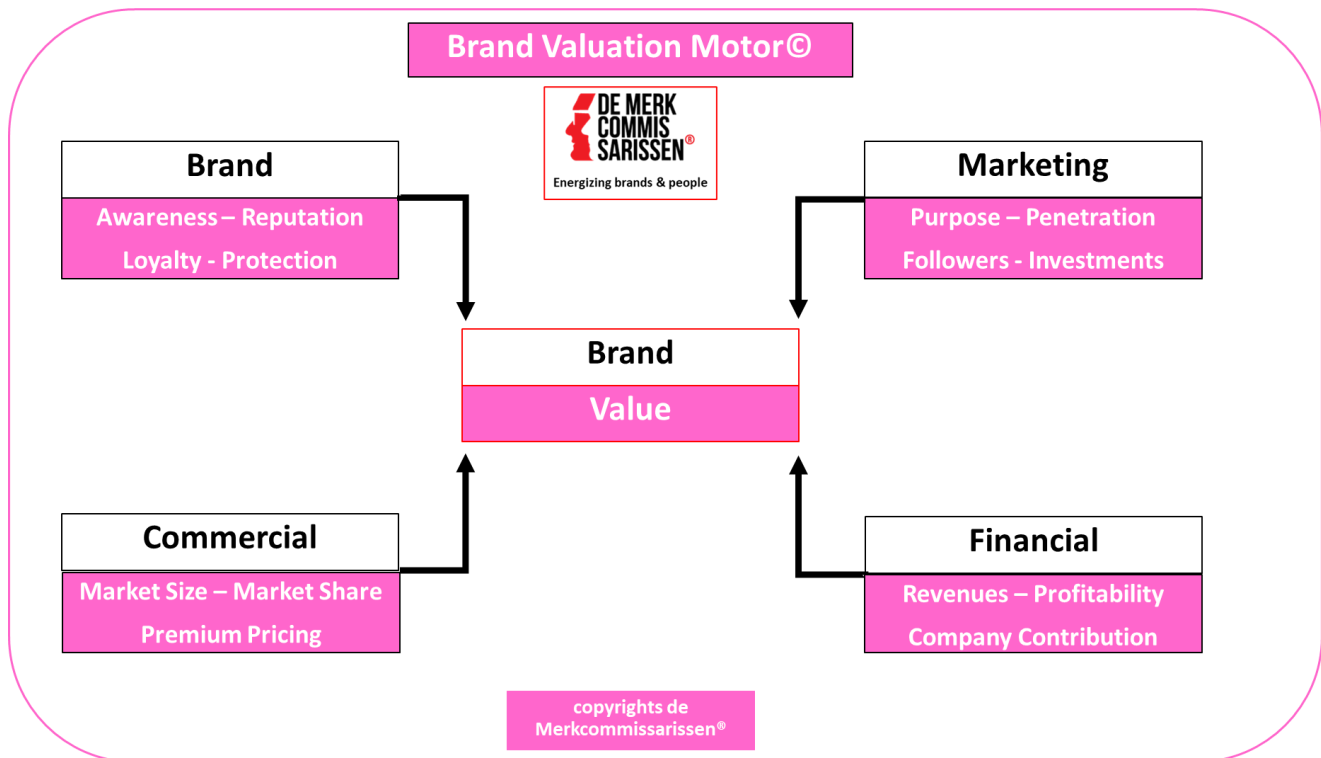 Brand Valuation Motor©
DE MERK
COMMIS
SARISSEN®
Energizing brands & people
Brand
Awareness – Reputation
Loyalty - Protection
Marketing
Purpose – Penetration
Followers - Investments
Brand
Value
Commercial
Market Size – Market Share
Premium Pricing
Financial
Revenues – Profitability
Company Contribution
copyrights de
Merkcommissarissen®